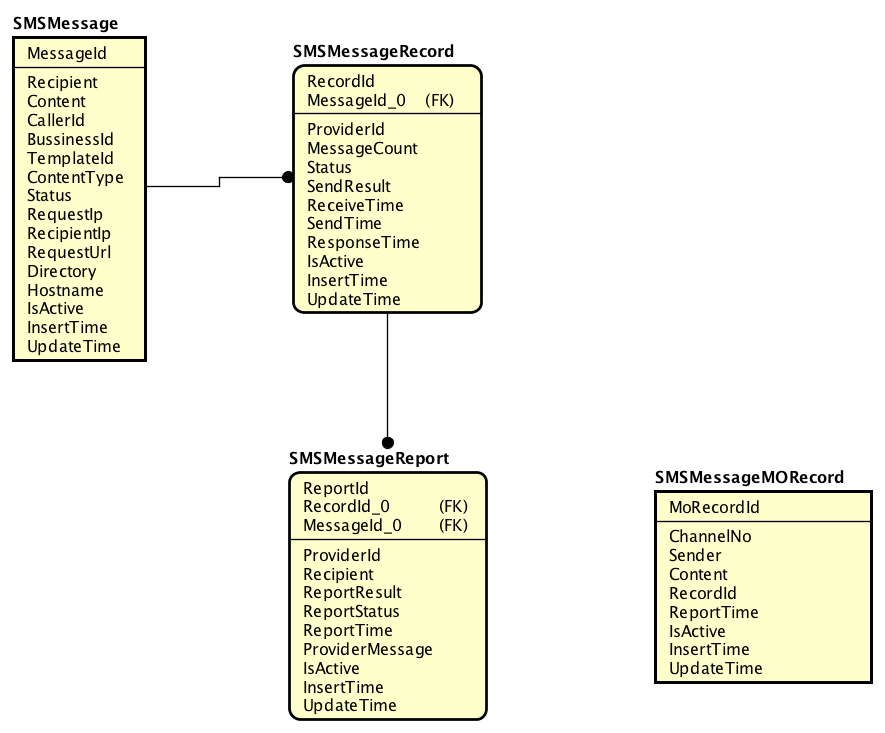 SMSMessage
MessageId
Recipient
Content
CallerId
BussinessId
TemplateId
ContentType
Status
RequestIp
RecipientIp
RequestUrl
Directory
Hostname
IsActive
InsertTime
UpdateTime
SMSMessageRecord
RecordId
MessageId_0 (FK)
ProviderId
MessageCount
Status
SendResult
ReceiveTime
SendTime
ResponseTime
IsActive
InsertTime
UpdateTime
SMSMessageReport
ReportId
RecordId_0 (FK)
MessageId_0 (FK)
ProviderId
Recipient
ReportResult
ReportStatus
ReportTime
ProviderMessage
IsActive
InsertTime
UpdateTime
SMSMessageMORecord
MoRecordId
ChannelNo
Sender
Content
RecordId
ReportTime
IsActive
InsertTime
UpdateTime